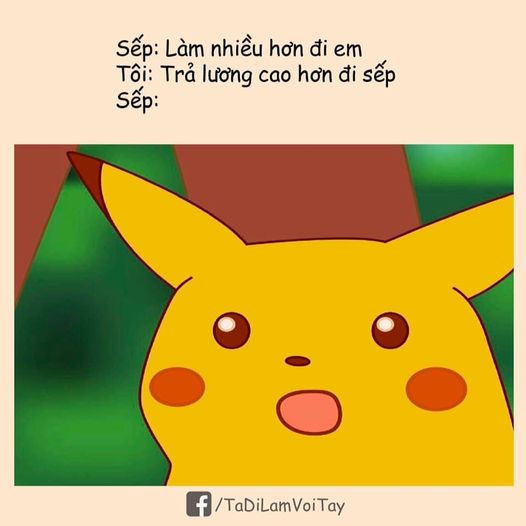 Sếp: Làm nhiều hơn đi em
Tôi: Trả lương cao hơn đi sếp
Sếp:
f/TaDiLamVoiTay